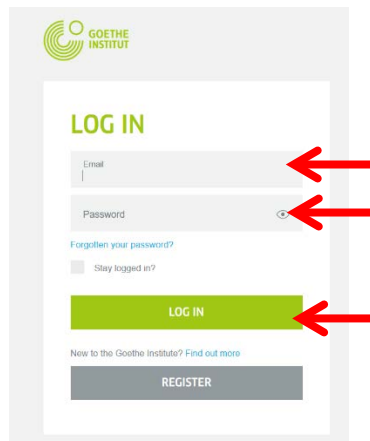 GOETHE
INSTITUT
LOG IN
Email
Password
Forgotten your password?
Stay logged in?
LOG IN
New to the Goethe Institute? Find out more
REGISTER